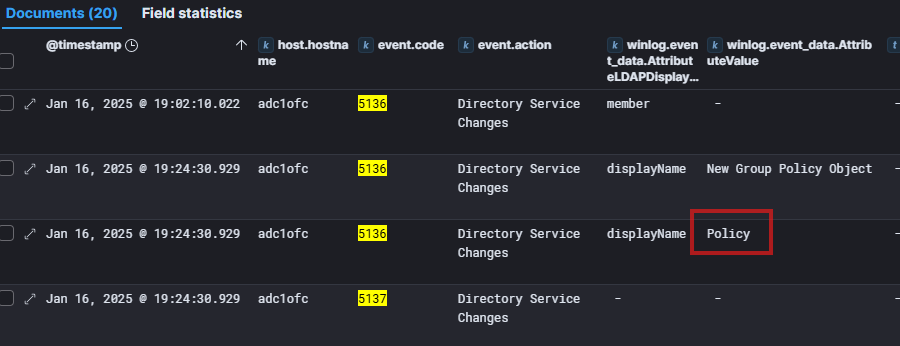 Documents (20) Field statistics
@timestamp ↑ k host.hostname k event.code k event.action k winlog.event_data.AttributeLDAPDisplay... k winlog.event_data.AttributeValue t
Jan 16, 2025 @ 19:02:10.022 adc1ofc 5136 Directory Service Changes member -
Jan 16, 2025 @ 19:24:30.929 adc1ofc 5136 Directory Service Changes displayName New Group Policy Object -
Jan 16, 2025 @ 19:24:30.929 adc1ofc 5136 Directory Service Changes displayName Policy -
Jan 16, 2025 @ 19:24:30.929 adc1ofc 5137 Directory Service Changes - - -